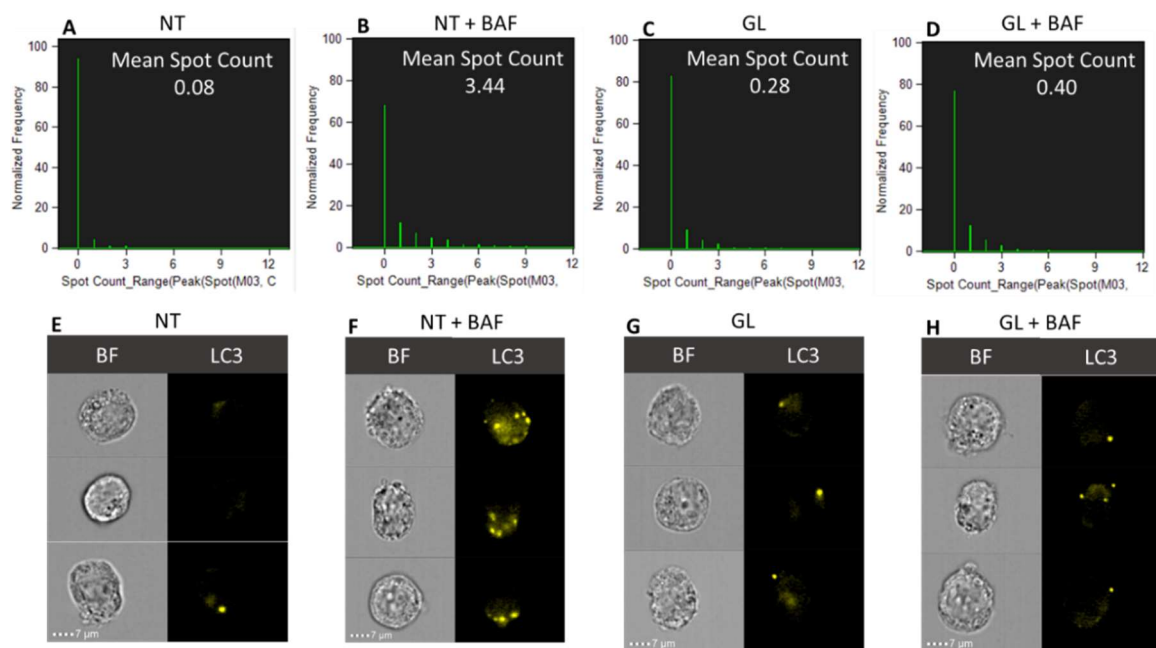 A NT
Mean Spot Count
0.08
Normalized Frequency
100
80
60
40
20
0
0 3 6 9 12
Spot Count_Range(Peak(Spot(M03, C
B NT + BAF
Mean Spot Count
3.44
Normalized Frequency
100
80
60
40
20
0
0 3 6 9 12
Spot Count_Range(Peak(Spot(M03,
C GL
Mean Spot Count
0.28
Normalized Frequency
100
80
60
40
20
0
0 3 6 9 12
Spot Count_Range(Peak(Spot(M03,
D GL + BAF
Mean Spot Count
0.40
Normalized Frequency
100
80
60
40
20
0
0 3 6 9 12
Spot Count_Range(Peak(Spot(M03,
E NT
BF LC3
7 µm
F NT + BAF
BF LC3
7 µm
G GL
BF LC3
7 µm
H GL + BAF
BF LC3
7 µm